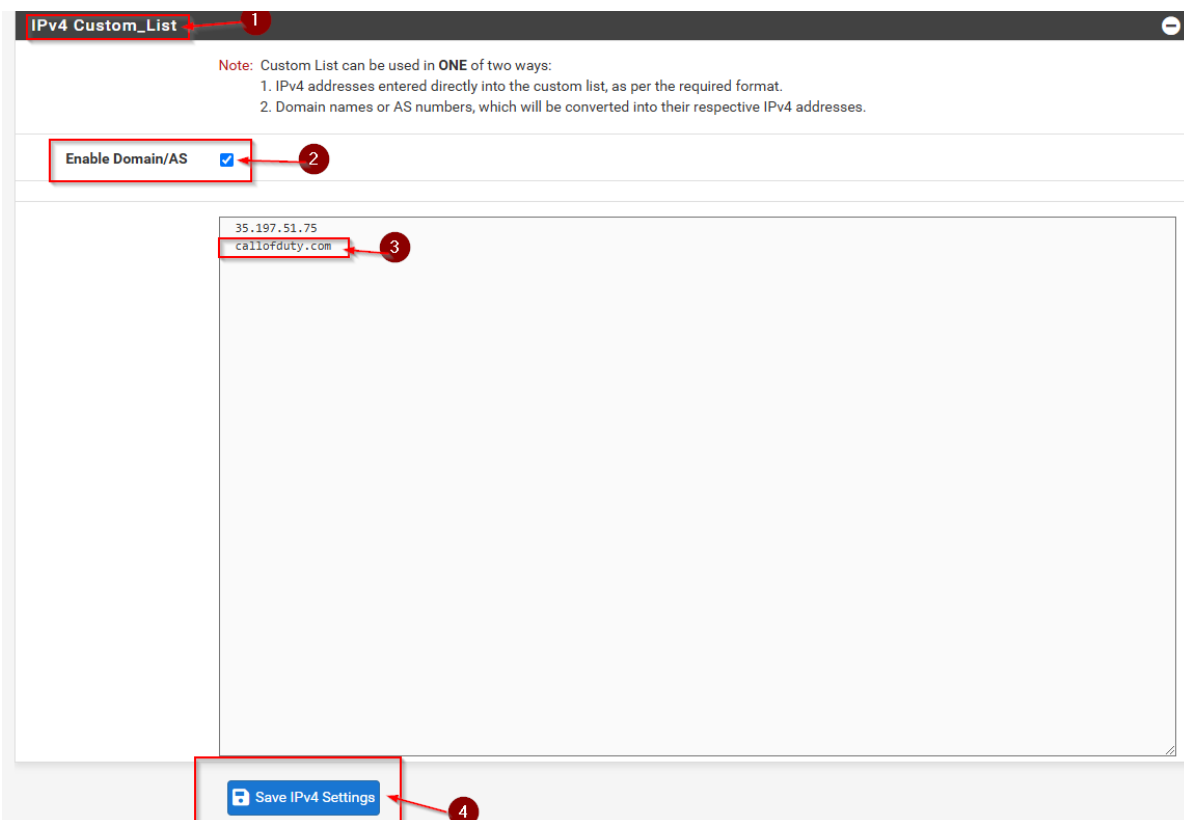 IPv4 Custom_List
1
Note: Custom List can be used in ONE of two ways:
1. IPv4 addresses entered directly into the custom list, as per the required format.
2. Domain names or AS numbers, which will be converted into their respective IPv4 addresses.
Enable Domain/AS
2
35.197.51.75
callofduty.com
3
Save IPv4 Settings
4